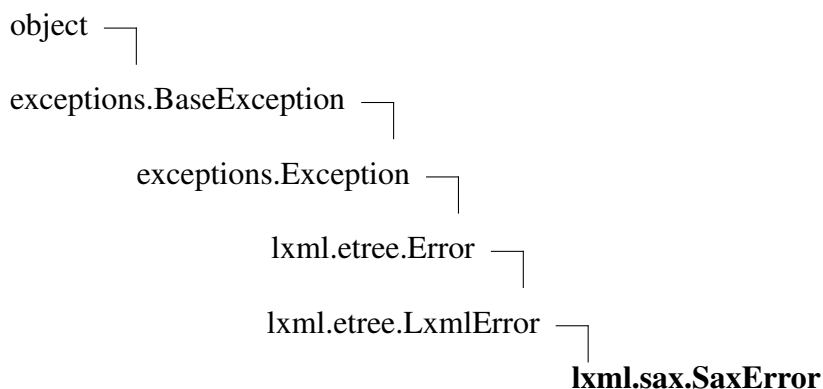 object
exceptions.BaseException
exceptions.Exception
lxml.etree.Error
lxml.etree.LxmlError
lxml.sax.SaxError